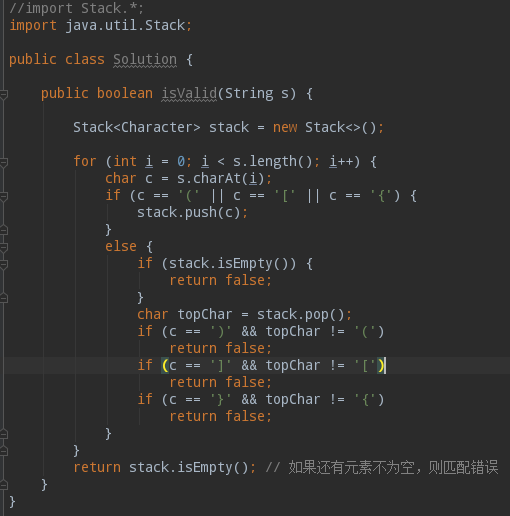 //import Stack.*;
import java.util.Stack;
public class Solution {
public boolean isValid(String s) {
Stack<Character> stack = new Stack<>();
for (int i = 0; i < s.length(); i++) {
char c = s.charAt(i);
if (c == '(' || c == '[' || c == '{') {
stack.push(c);
}
else {
if (stack.isEmpty()) {
return false;
}
char topChar = stack.pop();
if (c == ')' && topChar != '(')
return false;
if (c == ']' && topChar != '[')
return false;
if (c == '}' && topChar != '{')
return false;
}
}
return stack.isEmpty(); // 如果还有元素不为空，则匹配错误
}
}